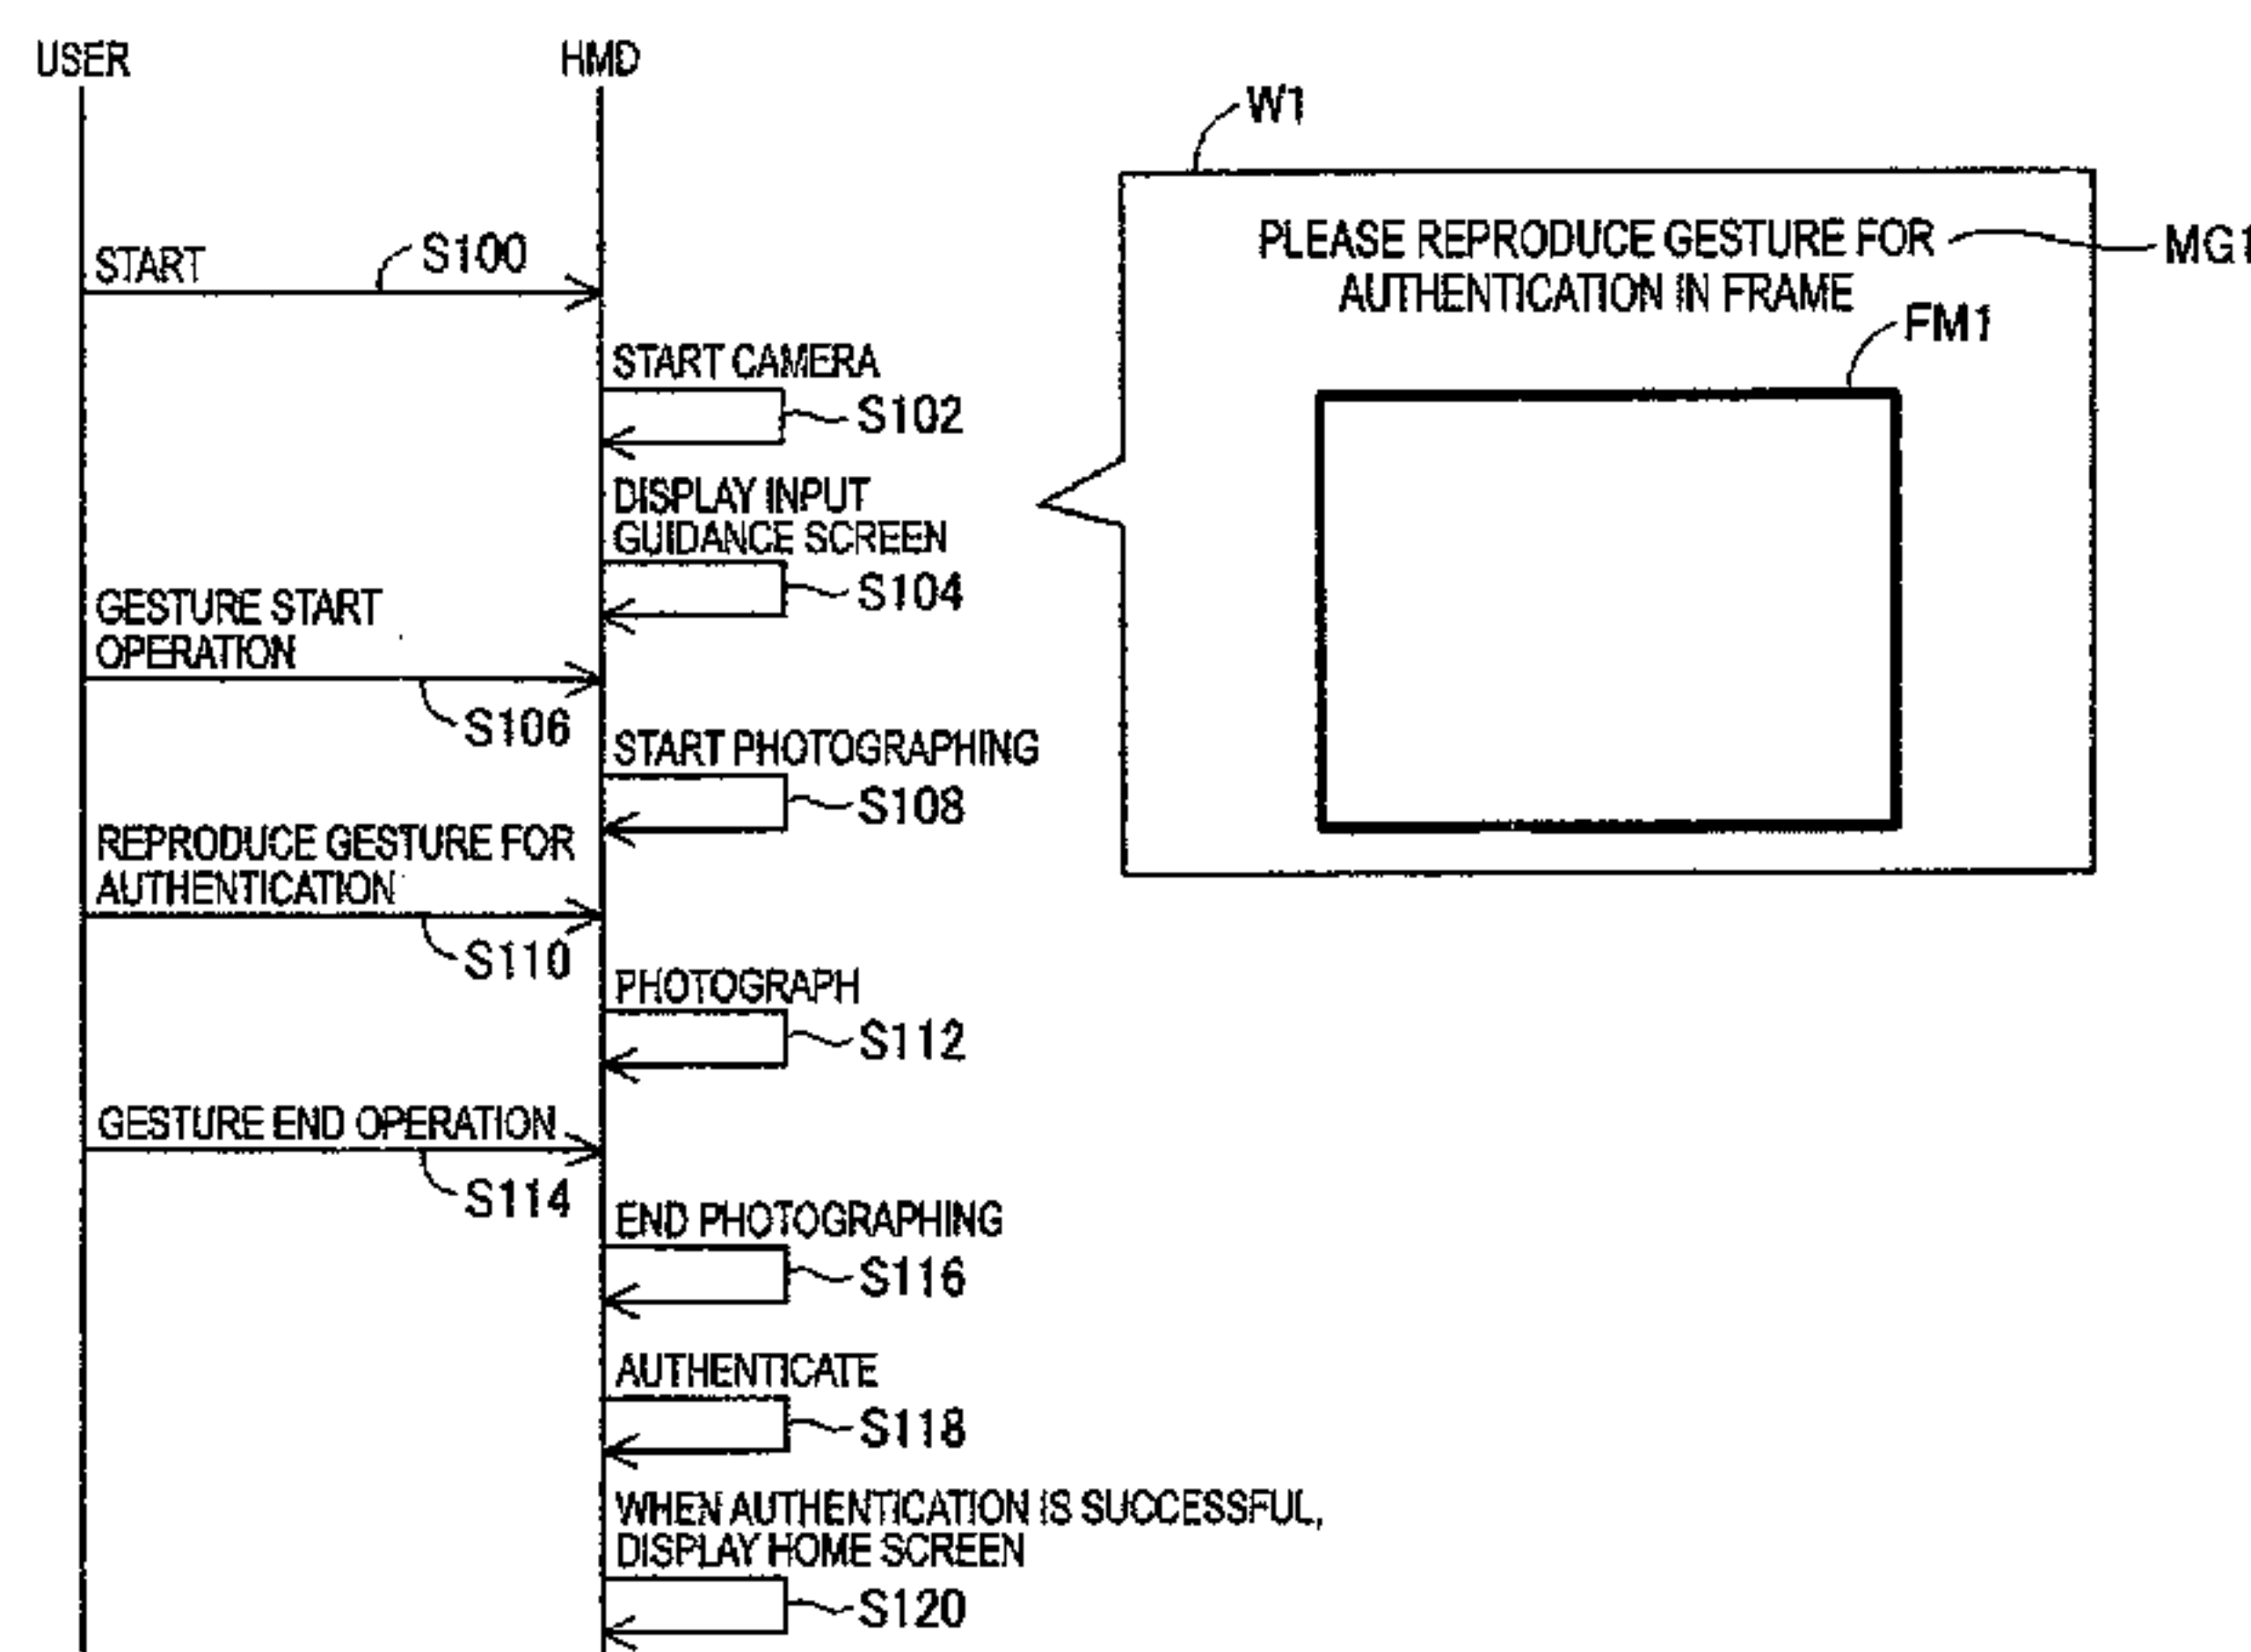 USER
HMD
W1
PLEASE REPRODUCE GESTURE FOR
AUTHENTICATION IN FRAME
MG1
FM1
START
S100
START CAMERA
S102
DISPLAY INPUT
GUIDANCE SCREEN
S104
GESTURE START
OPERATION
S106
START PHOTOGRAPHING
S108
REPRODUCE GESTURE FOR
AUTHENTICATION
S110
PHOTOGRAPH
S112
GESTURE END OPERATION
S114
END PHOTOGRAPHING
S116
AUTHENTICATE
S118
WHEN AUTHENTICATION IS SUCCESSFUL,
DISPLAY HOME SCREEN
S120